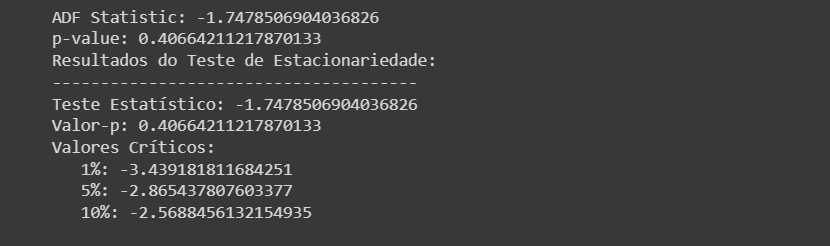 ADF Statistic: -1.7478506904036826
p-value: 0.40664211217870133
Resultados do Teste de Estacionariedade:
--------------------------------------
Teste Estatístico: -1.7478506904036826
Valor-p: 0.40664211217870133
Valores Críticos:
1%: -3.439181811684251
5%: -2.865437807603377
10%: -2.5688456132154935